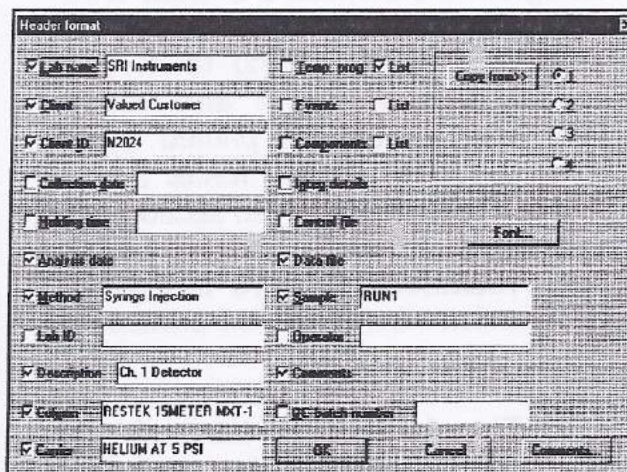 Header format
Lab name SRI Instruments Temp. prog List Copy from>> 1
Client Valued Customer Events List 2
Client ID N2024 Components List 3
4
Collection date Integ details
Holding time Control file
Font...
Analysis date Data file
Method Syringe Injection Sample RUN1
Lab ID Operator
Description Ch. 1 Detector Comments
Column RESTEK 15METER MXT-1 QC batch number
Carrier HELIUM AT 5 PSI OK Cancel Comments...